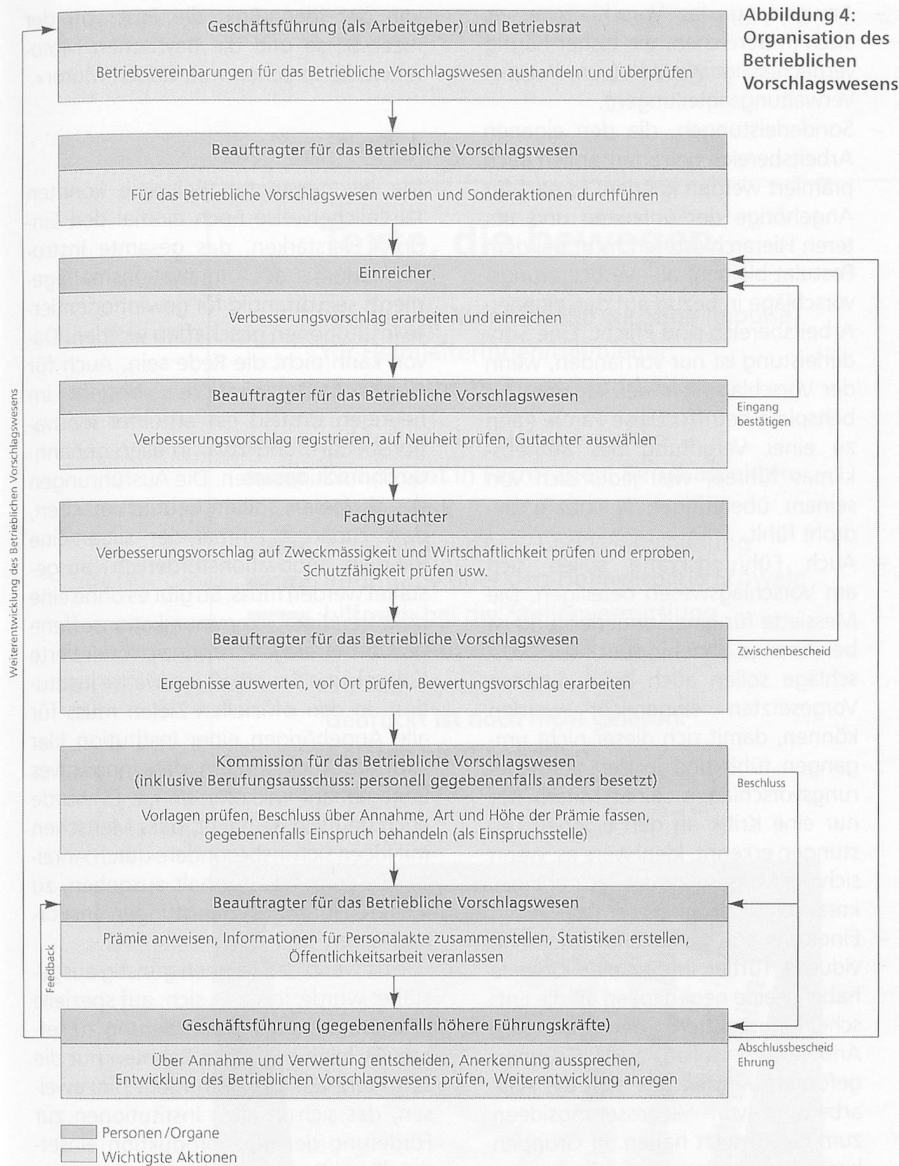 Abbildung 4:
Organisation des
Betrieblichen
Vorschlagswesens
Geschäftsführung (als Arbeitgeber) und Betriebsrat
Betriebsvereinbarungen für das Betriebliche Vorschlagswesen aushandeln und überprüfen
Beauftragter für das Betriebliche Vorschlagswesen
Für das Betriebliche Vorschlagswesen werben und Sonderaktionen durchführen
Einreicher
Verbesserungsvorschlag erarbeiten und einreichen
Beauftragter für das Betriebliche Vorschlagswesen
Verbesserungsvorschlag registrieren, auf Neuheit prüfen, Gutachter auswählen
Eingang
bestätigen
Fachgutachter
Verbesserungsvorschlag auf Zweckmässigkeit und Wirtschaftlichkeit prüfen und erproben,
Schutzfähigkeit prüfen usw.
Beauftragter für das Betriebliche Vorschlagswesen
Ergebnisse auswerten, vor Ort prüfen, Bewertungsvorschlag erarbeiten
Zwischenbescheid
Kommission für das Betriebliche Vorschlagswesen
(inklusive Berufungsausschuss: personell gegebenenfalls anders besetzt)
Vorlagen prüfen, Beschluss über Annahme, Art und Höhe der Prämie fassen,
gegebenenfalls Einspruch behandeln (als Einspruchsstelle)
Beschluss
Beauftragter für das Betriebliche Vorschlagswesen
Prämie anweisen, Informationen für Personalakte zusammenstellen, Statistiken erstellen,
Öffentlichkeitsarbeit veranlassen
Geschäftsführung (gegebenenfalls höhere Führungskräfte)
Über Annahme und Verwertung entscheiden, Anerkennung aussprechen,
Entwicklung des Betrieblichen Vorschlagswesens prüfen, Weiterentwicklung anregen
Abschlussbescheid
Ehrung
Feedback
Weiterentwicklung des Betrieblichen Vorschlagswesens
Personen/Organe
Wichtigste Aktionen